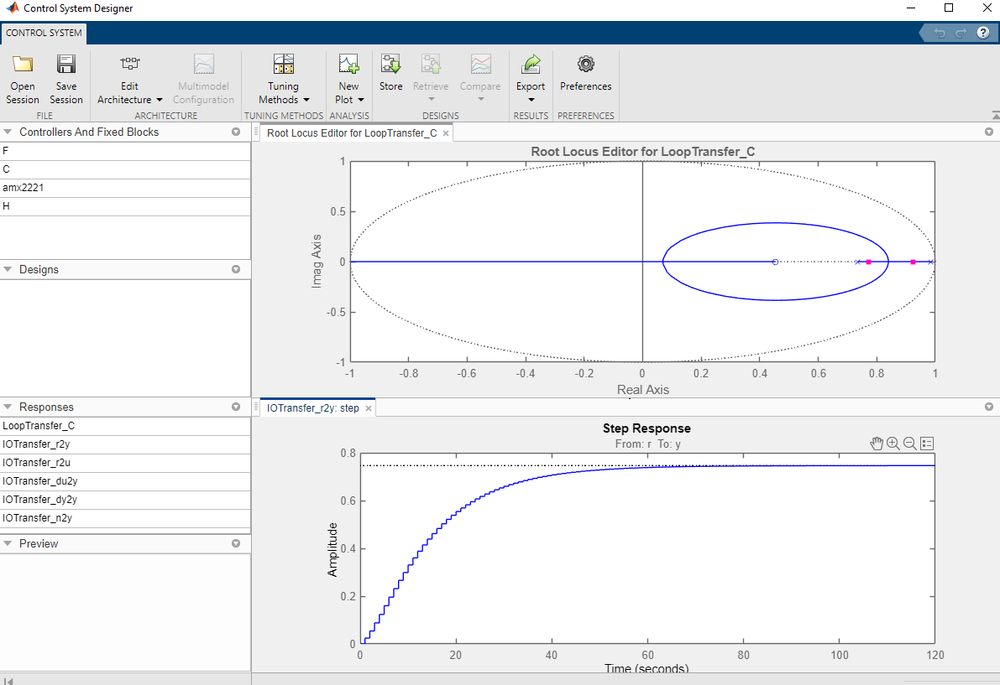 Control System Designer
CONTROL SYSTEM
Open Session
Save Session
Edit Architecture
Multimodel Configuration
Tuning Methods
New Plot
Store
Retrieve
Compare
Export
Preferences
FILE
ARCHITECTURE
TUNING METHODS
ANALYSIS
DESIGNS
RESULTS
PREFERENCES
Controllers And Fixed Blocks
F
C
amx2221
H
Designs
Responses
LoopTransfer_C
IOTransfer_r2y
IOTransfer_r2u
IOTransfer_du2y
IOTransfer_dy2y
IOTransfer_n2y
Preview
Root Locus Editor for LoopTransfer_C
Root Locus Editor for LoopTransfer_C
Imag Axis
1
0.5
0
-0.5
-1
-1 -0.8 -0.6 -0.4 -0.2 0 0.2 0.4 0.6 0.8 1
Real Axis
IOTransfer_r2y: step
Step Response
From: r To: y
Amplitude
0.8
0.6
0.4
0.2
0
0 20 40 60 80 100 120
Time (seconds)